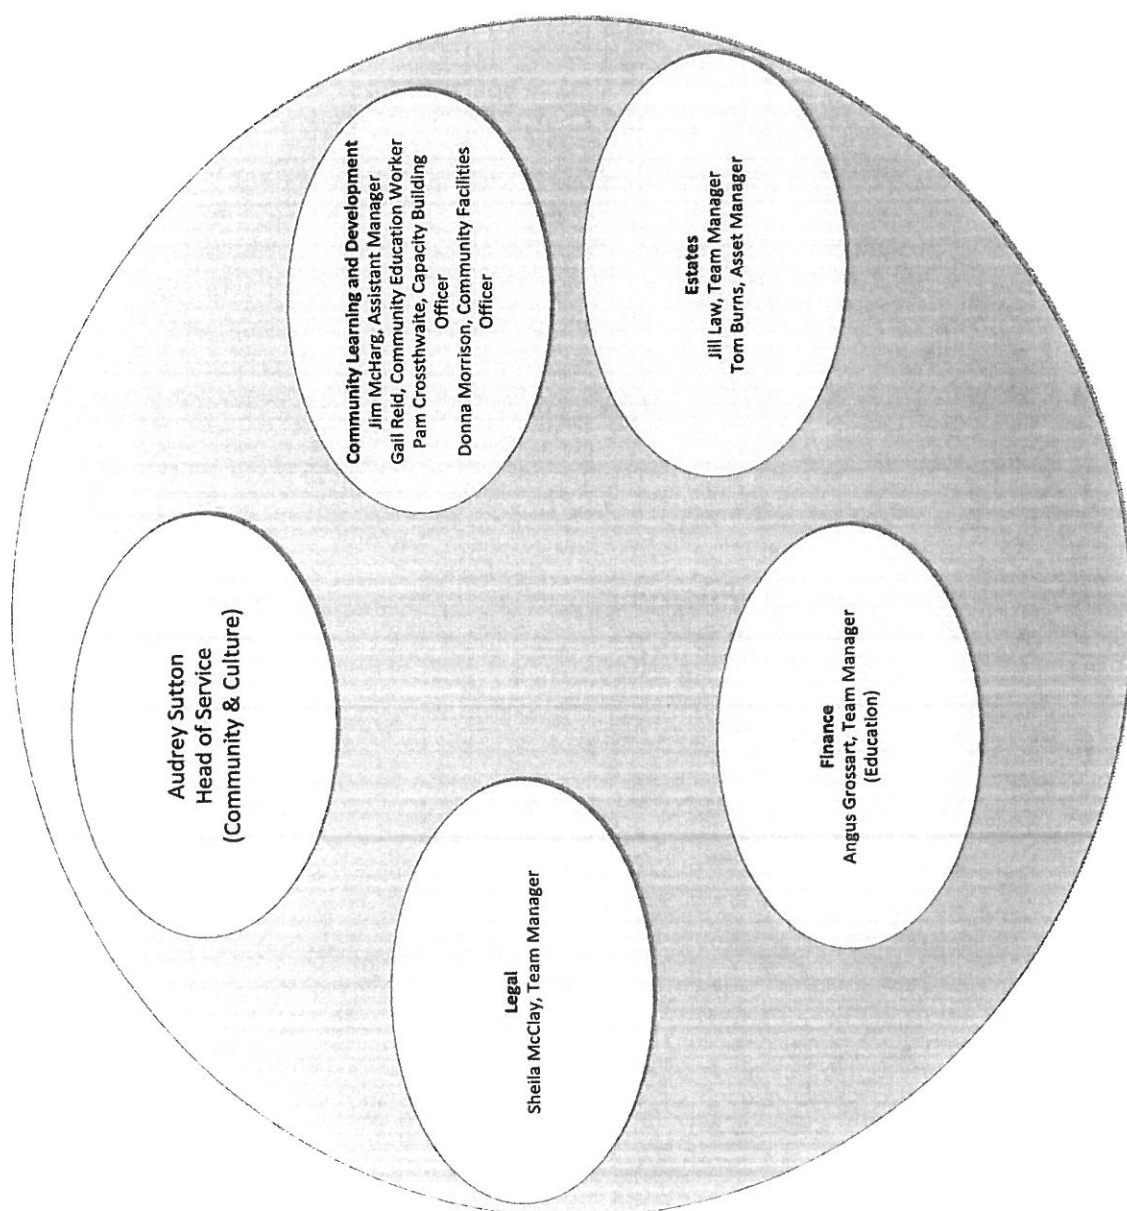 Audrey Sutton
Head of Service
(Community & Culture)
Community Learning and Development
Jim McHarg, Assistant Manager
Gail Reid, Community Education Worker
Pam Crossthwaite, Capacity Building
Officer
Donna Morrison, Community Facilities
Officer
Estates
Jill Law, Team Manager
Tom Burns, Asset Manager
Finance
Angus Grossart, Team Manager
(Education)
Legal
Sheila McClay, Team Manager